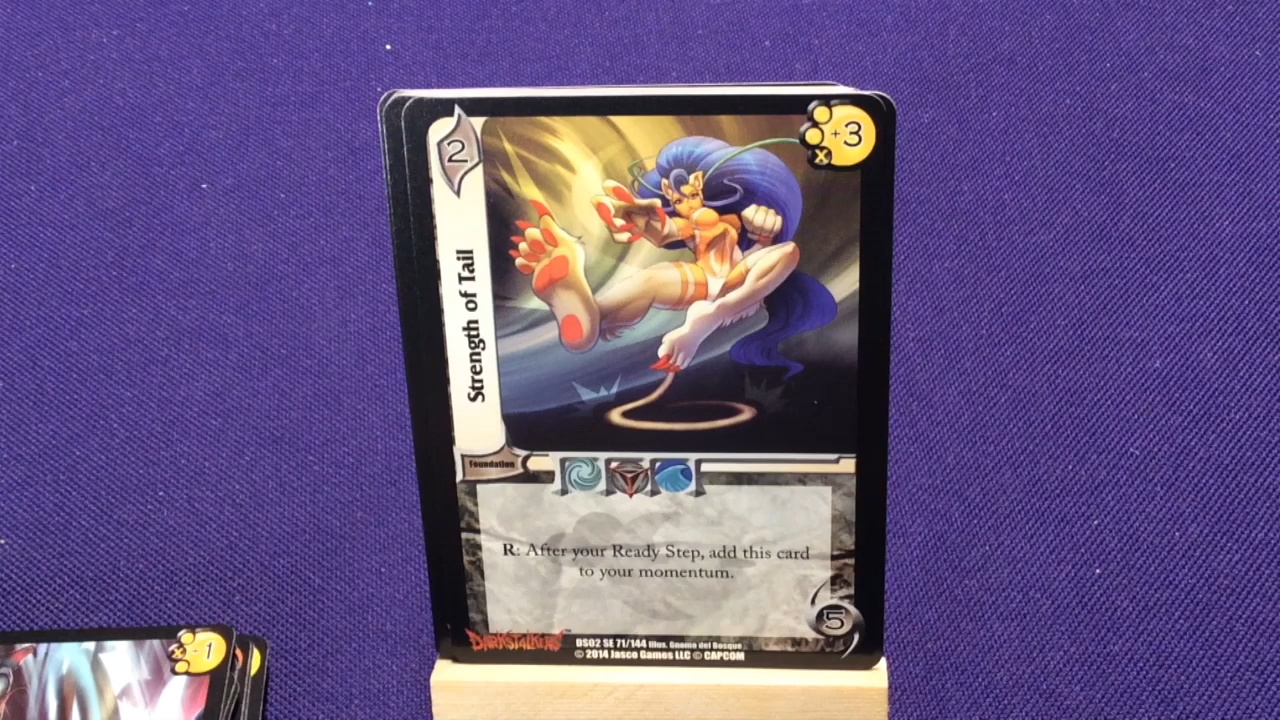 2
+3
X
Strength of Tail
Foundation
R: After your Ready Step, add this card
to your momentum.
5
DARKSTALKERS™
DS02 SE 71/144 Illus. Gnomo del Bosque
© 2014 Jasco Games LLC © CAPCOM
X +1